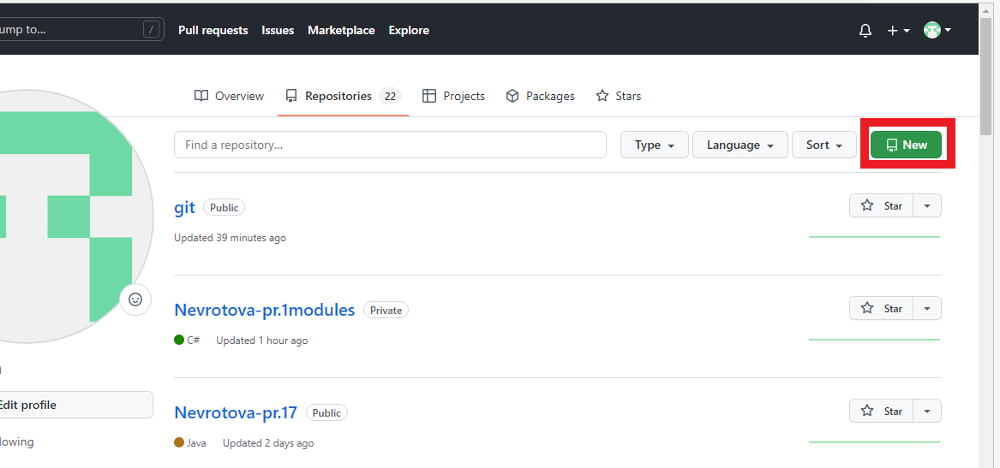 ump to... / Pull requests Issues Marketplace Explore
Overview Repositories 22 Projects Packages Stars
Find a repository... Type Language Sort New
git Public Star
Updated 39 minutes ago
Nevrotova-pr.1modules Private Star
C# Updated 1 hour ago
Edit profile
Nevrotova-pr.17 Public Star
lowing
Java Updated 2 days ago